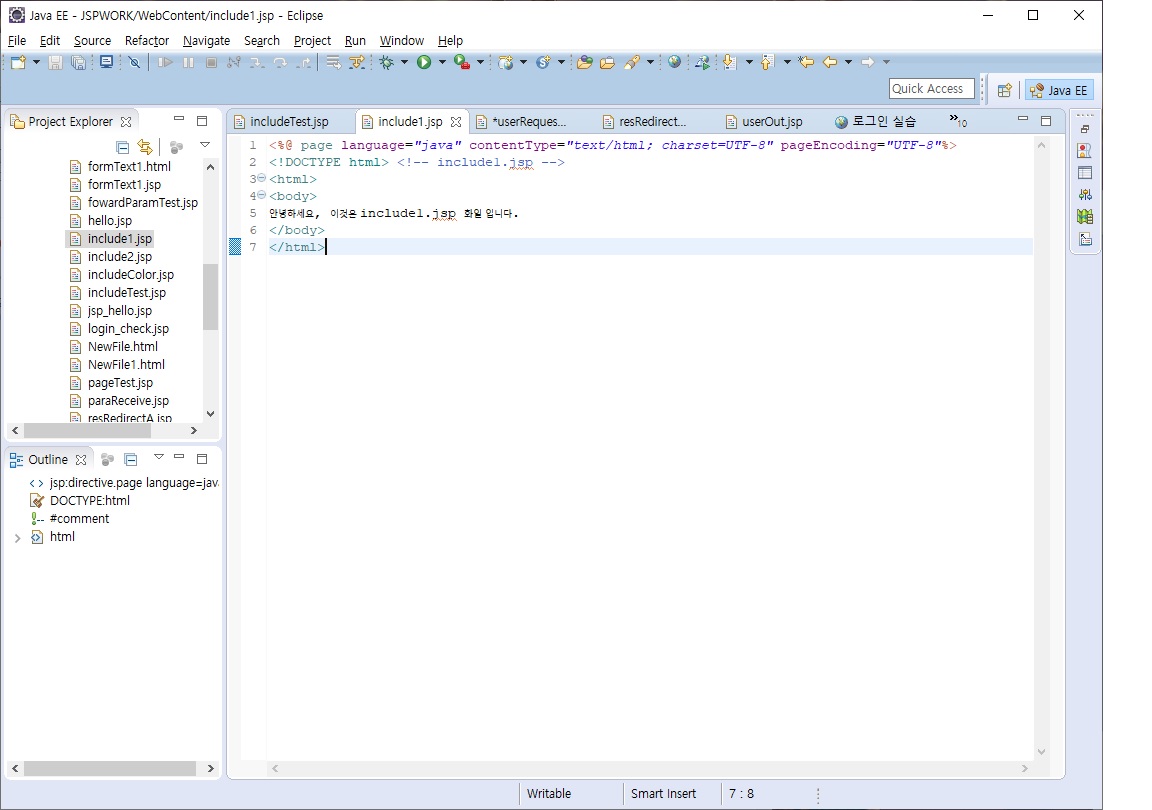 Java EE - JSPWORK/WebContent/include1.jsp - Eclipse
File Edit Source Refactor Navigate Search Project Run Window Help
Quick Access
Java EE
Project Explorer
includeTest.jsp include1.jsp *userReques... resRedirect... userOut.jsp 로그인 실습 »10
formText1.html
formText1.jsp
fowardParamTest.jsp
hello.jsp
include1.jsp
include2.jsp
includeColor.jsp
includeTest.jsp
jsp_hello.jsp
login_check.jsp
NewFile.html
NewFile1.html
pageTest.jsp
paraReceive.jsp
resRedirectA.jsp
1 <%@ page language="java" contentType="text/html; charset=UTF-8" pageEncoding="UTF-8"%>
2 <!DOCTYPE html> <!-- include1.jsp -->
3 <html>
4 <body>
5 안녕하세요, 이것은 include1.jsp 화일 입니다.
6 </body>
7 </html>
Outline
jsp:directive.page language=jav
DOCTYPE:html
#comment
html
Writable Smart Insert 7 : 8